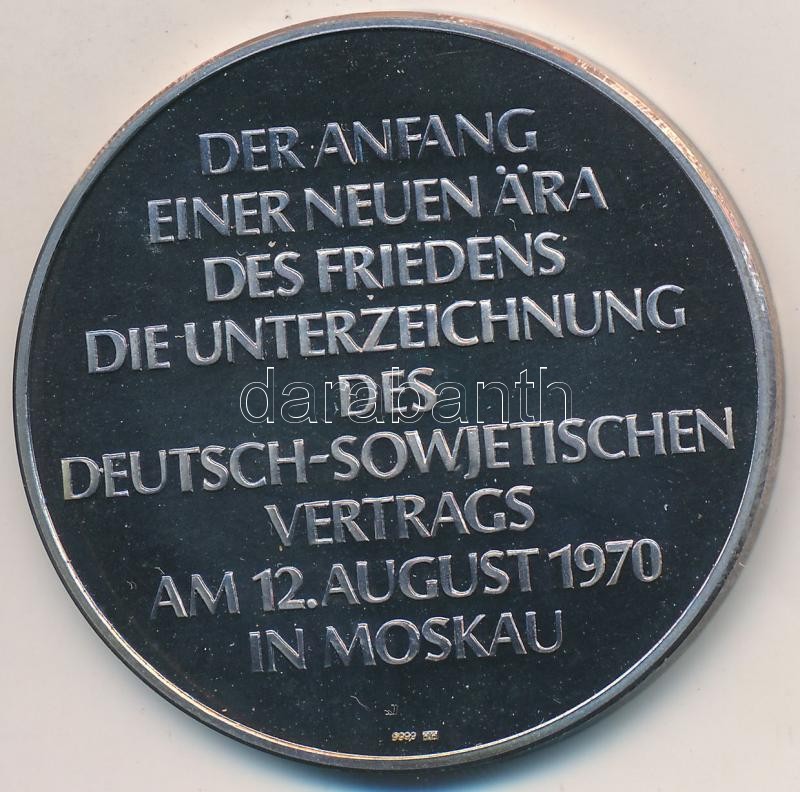 DER ANFANG
EINER NEUEN ÄRA
DES FRIEDENS
DIE UNTERZEICHNUNG
DES
darabanth
DEUTSCH-SOWJETISCHEN
VERTRAGS
AM 12. AUGUST 1970
IN MOSKAU